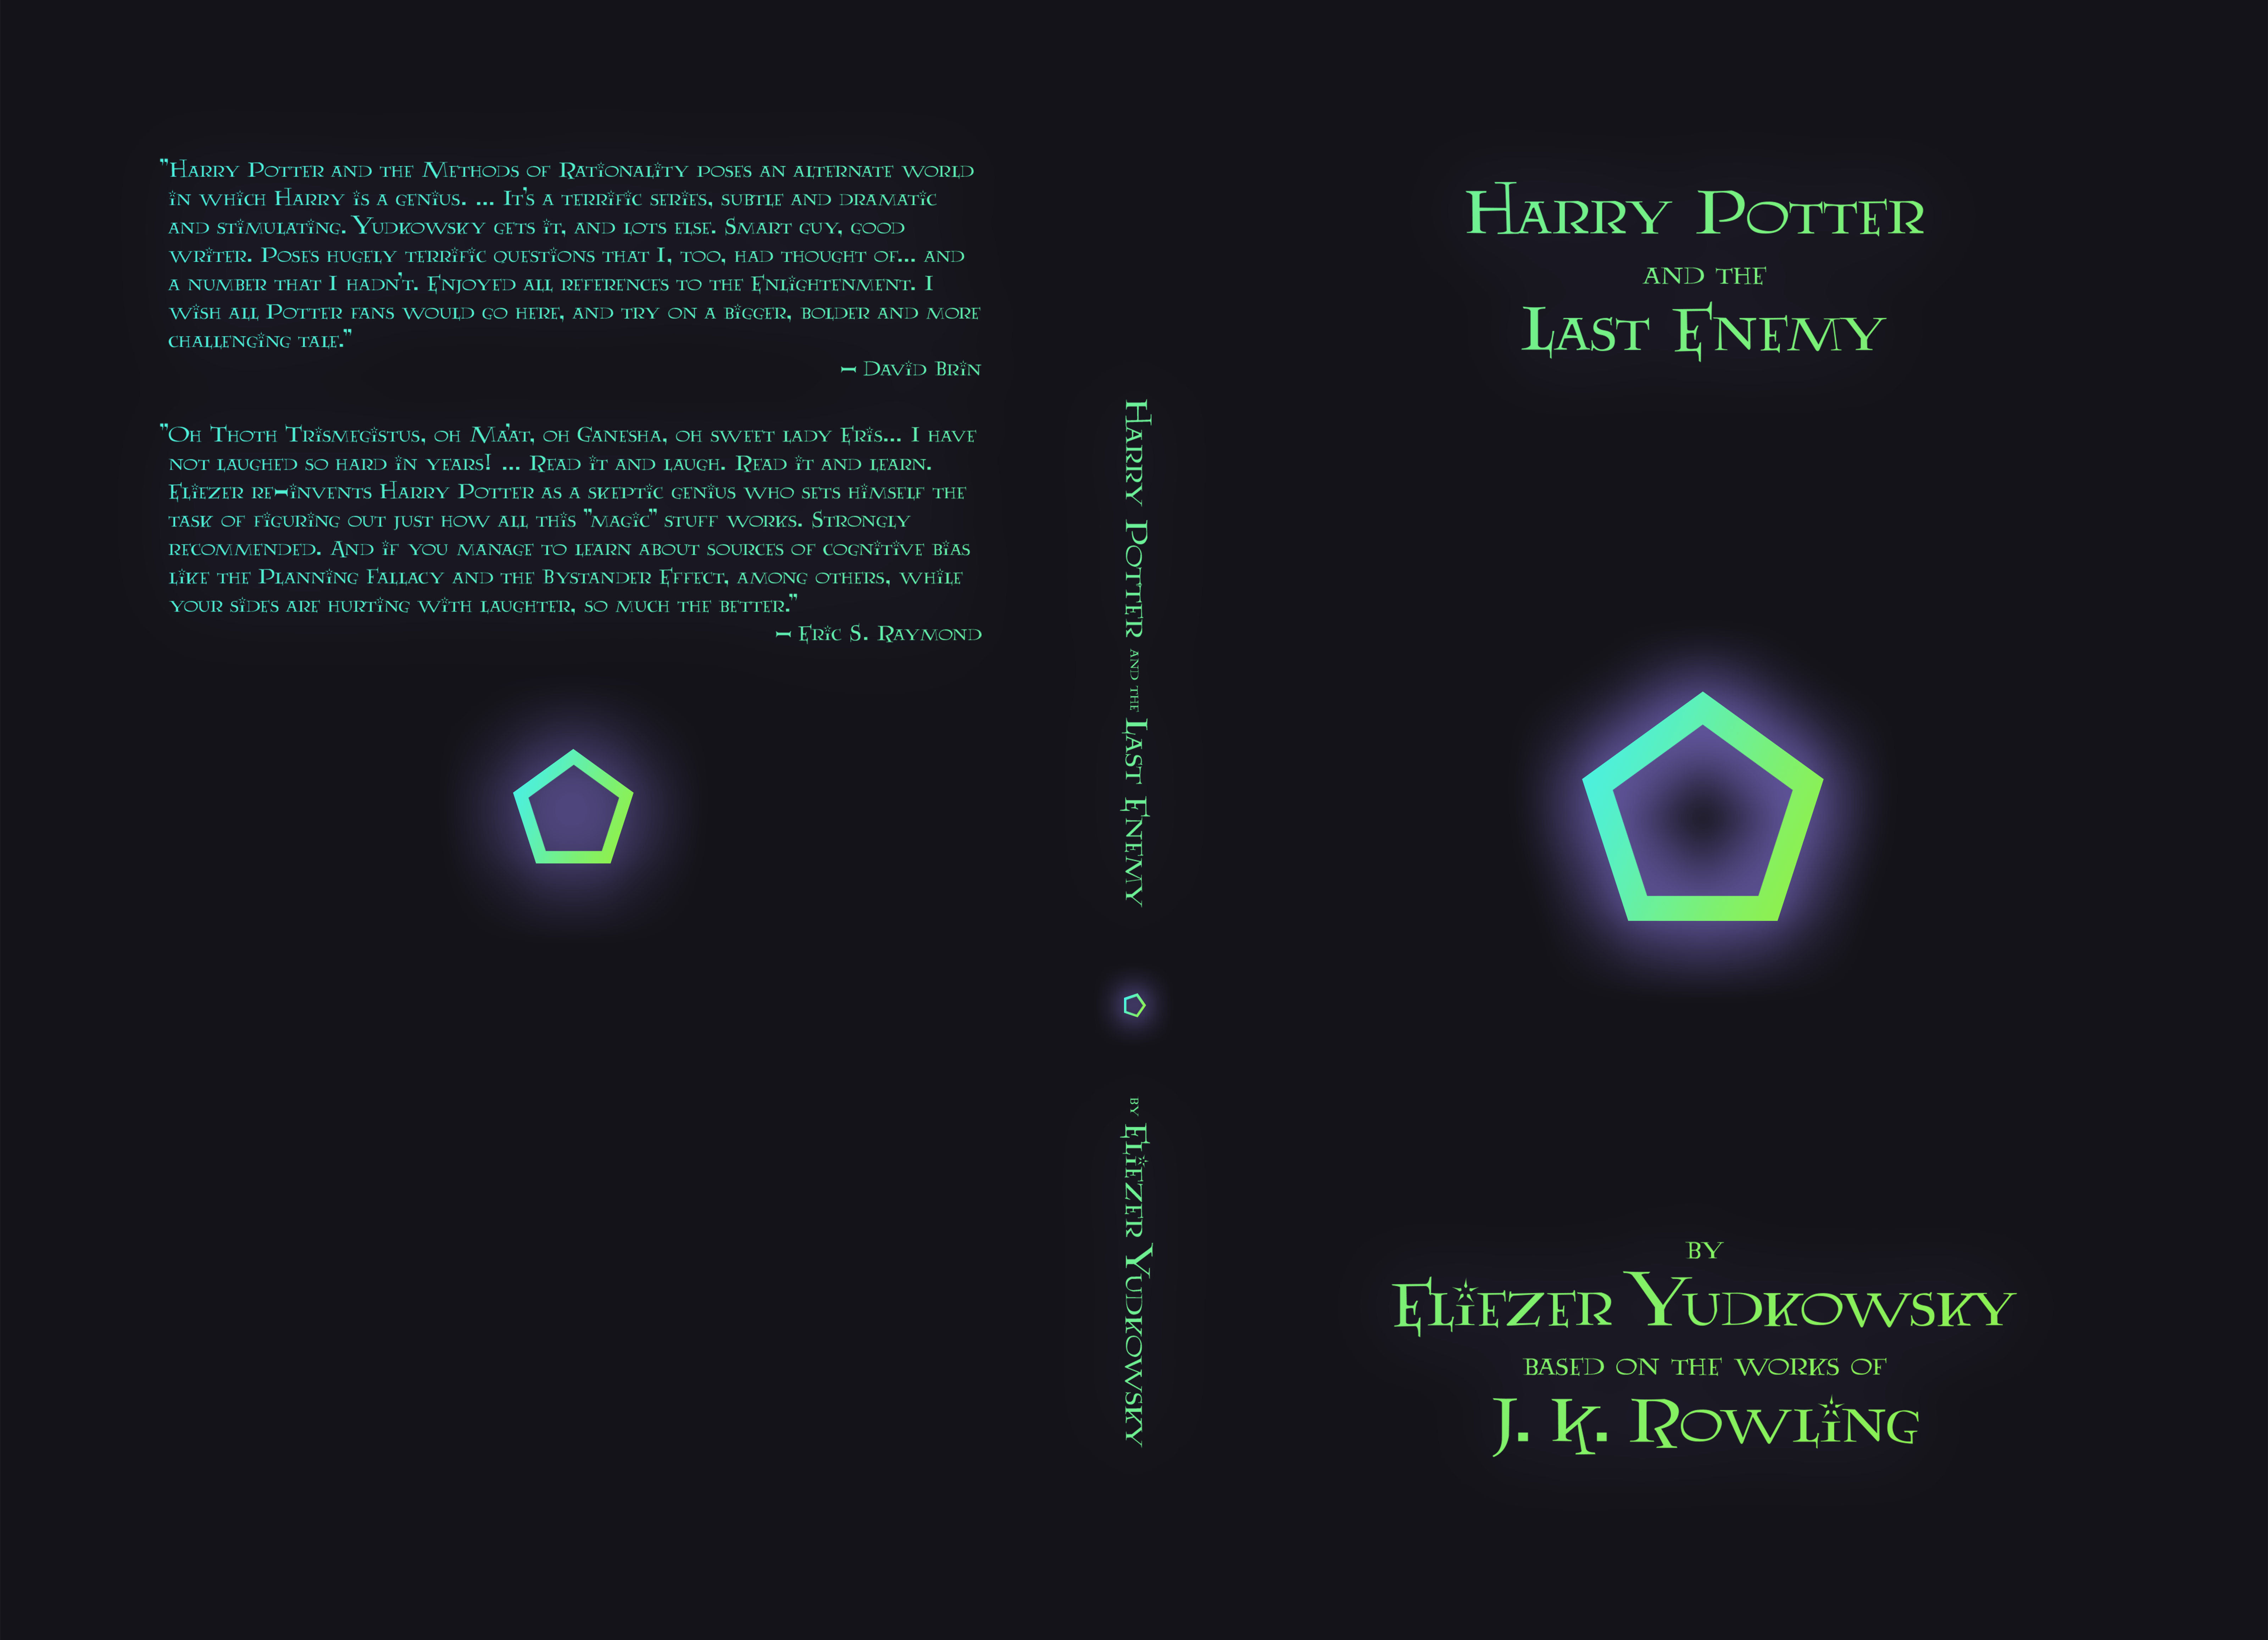 "Harry Potter and the Methods of Rationality poses an alternate world
in which Harry is a genius. ... It's a terrific series, subtle and dramatic
and stimulating. Yudkowsky gets it, and lots else. Smart guy, good
writer. Poses hugely terrific questions that I, too, had thought of... and
a number that I hadn't. Enjoyed all references to the Enlightenment. I
wish all Potter fans would go here, and try on a bigger, bolder and more
challenging tale."
- David Brin
"Oh Thoth Trismegistus, oh Ma'at, oh Ganesha, oh sweet lady Eris... I have
not laughed so hard in years! ... Read it and laugh. Read it and learn.
Eliezer re-invents Harry Potter as a skeptic genius who sets himself the
task of figuring out just how all this "magic" stuff works. Strongly
recommended. And if you manage to learn about sources of cognitive bias
like the Planning Fallacy and the Bystander Effect, among others, while
your sides are hurting with laughter, so much the better."
- Eric S. Raymond
Harry Potter and the Last Enemy
by Eliezer Yudkowsky
Harry Potter
and the
Last Enemy
by
Eliezer Yudkowsky
based on the works of
J. K. Rowling